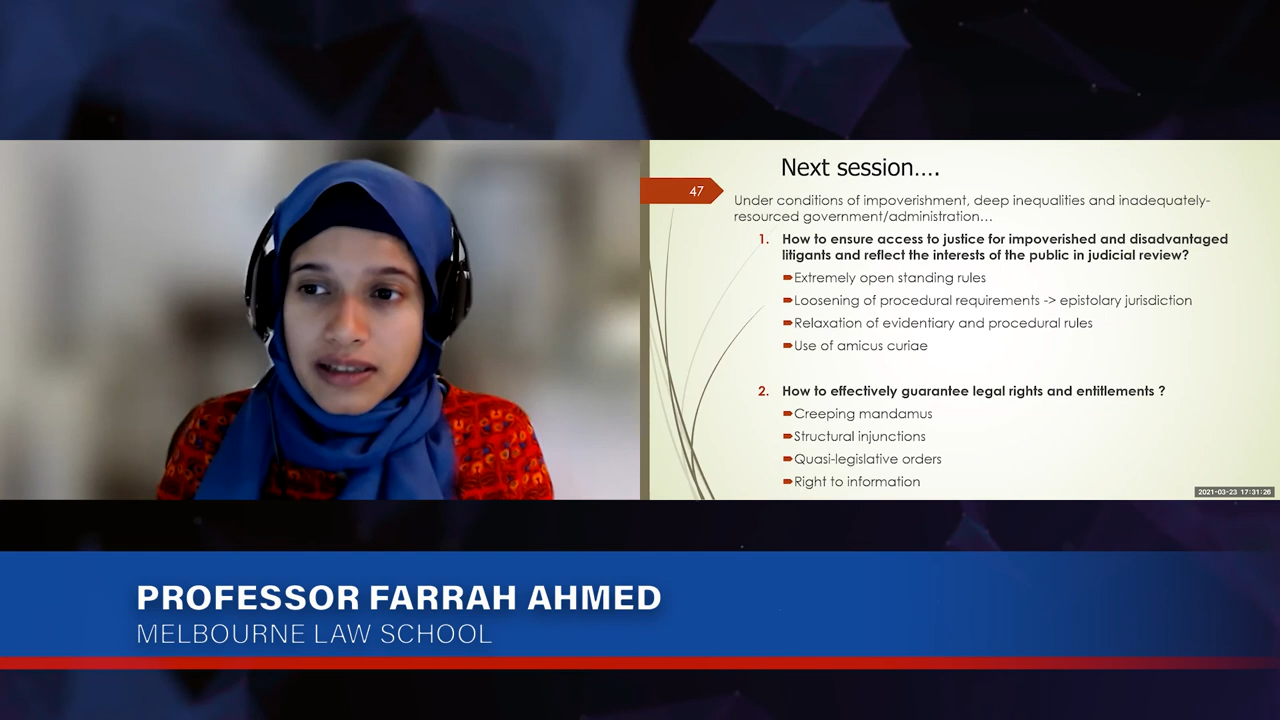 Next session....
47
Under conditions of impoverishment, deep inequalities and inadequately-
resourced government/administration...
1. How to ensure access to justice for impoverished and disadvantaged
litigants and reflect the interests of the public in judicial review?
Extremely open standing rules
Loosening of procedural requirements -> epistolary jurisdiction
Relaxation of evidentiary and procedural rules
Use of amicus curiae
2. How to effectively guarantee legal rights and entitlements ?
Creeping mandamus
Structural injunctions
Quasi-legislative orders
Right to information
2021-03-23 17:31:26
PROFESSOR FARRAH AHMED
MELBOURNE LAW SCHOOL